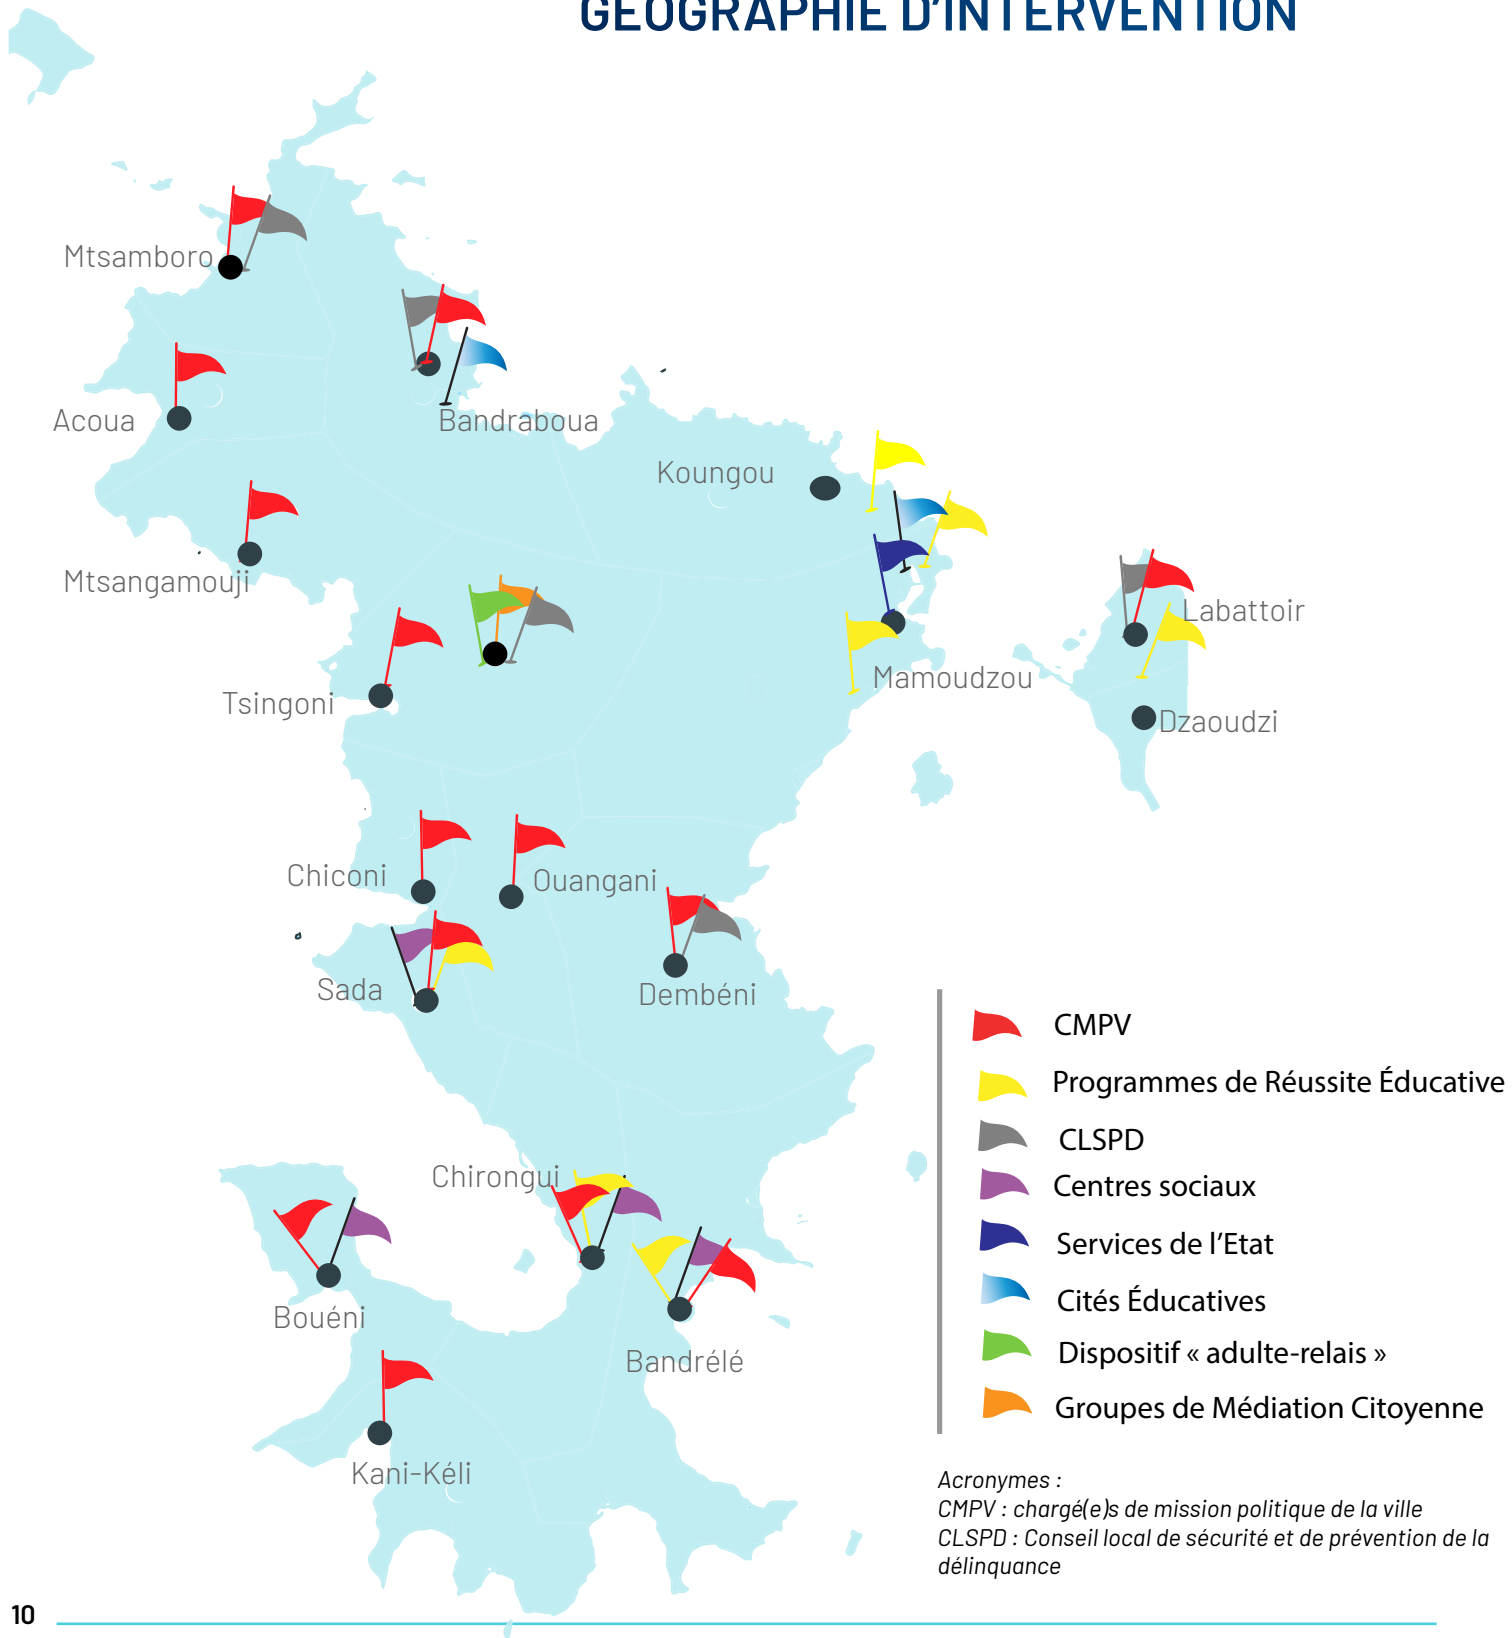 GÉOGRAPHIE D'INTERVENTION
Mtsamboro
Acoua
Bandraboua
Koungou
Mtsangamouji
Labattoir
Tsingoni
Mamoudzou
Dzaoudzi
Chiconi
Ouangani
Sada
Dembéni
CMPV
Programmes de Réussite Éducative
CLSPD
Centres sociaux
Services de l'Etat
Cités Éducatives
Dispositif « adulte-relais »
Groupes de Médiation Citoyenne
Chirongui
Bouéni
Bandrélé
Kani-Kéli
Acronymes :
CMPV : chargé(e)s de mission politique de la ville
CLSPD : Conseil local de sécurité et de prévention de la
délinquance
10